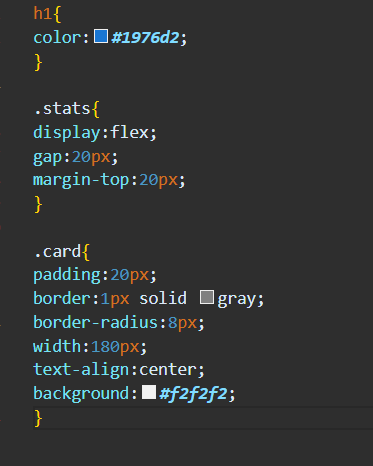 h1{
color:#1976d2;
}
.stats{
display:flex;
gap:20px;
margin-top:20px;
}
.card{
padding:20px;
border:1px solid gray;
border-radius:8px;
width:180px;
text-align:center;
background:#f2f2f2;
}